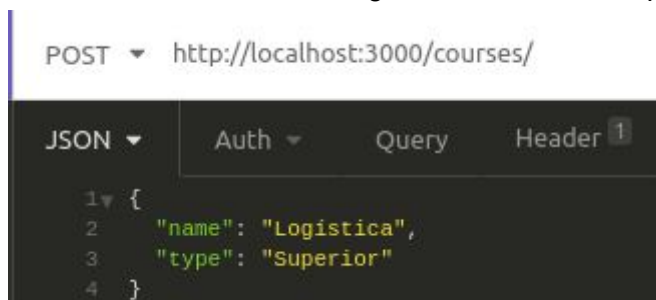 POST http://localhost:3000/courses/
JSON Auth Query Header 1
1 {
2 "name": "Logística",
3 "type": "Superior"
4 }